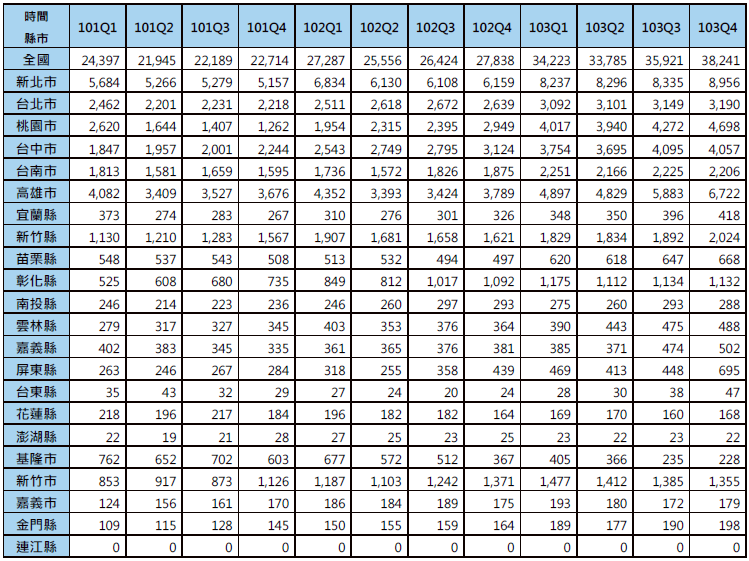 時間
縣市 101Q1 101Q2 101Q3 101Q4 102Q1 102Q2 102Q3 102Q4 103Q1 103Q2 103Q3 103Q4
全國 24,397 21,945 22,189 22,714 27,287 25,556 26,424 27,838 34,223 33,785 35,921 38,241
新北市 5,684 5,266 5,279 5,157 6,834 6,130 6,108 6,159 8,237 8,296 8,335 8,956
台北市 2,462 2,201 2,231 2,218 2,511 2,618 2,672 2,639 3,092 3,101 3,149 3,190
桃園市 2,620 1,644 1,407 1,262 1,954 2,315 2,395 2,949 4,017 3,940 4,272 4,698
台中市 1,847 1,957 2,001 2,244 2,543 2,749 2,795 3,124 3,754 3,695 4,095 4,057
台南市 1,813 1,581 1,659 1,595 1,736 1,572 1,826 1,875 2,251 2,166 2,225 2,206
高雄市 4,082 3,409 3,527 3,676 4,352 3,393 3,424 3,789 4,897 4,829 5,883 6,722
宜蘭縣 373 274 283 267 310 276 301 326 348 350 396 418
新竹縣 1,130 1,210 1,283 1,567 1,907 1,681 1,658 1,621 1,829 1,834 1,892 2,024
苗栗縣 548 537 543 508 513 532 494 497 620 618 647 668
彰化縣 525 608 680 735 849 812 1,017 1,092 1,175 1,112 1,134 1,132
南投縣 246 214 223 236 246 260 297 293 275 260 293 288
雲林縣 279 317 327 345 403 353 376 364 390 443 475 488
嘉義縣 402 383 345 335 361 365 376 381 385 371 474 502
屏東縣 263 246 267 284 318 255 358 439 469 413 448 695
台東縣 35 43 32 29 27 24 20 24 28 30 38 47
花蓮縣 218 196 217 184 196 182 182 164 169 170 160 168
澎湖縣 22 19 21 28 27 25 23 25 23 22 23 22
基隆市 762 652 702 603 677 572 512 367 405 366 235 228
新竹市 853 917 873 1,126 1,187 1,103 1,242 1,371 1,477 1,412 1,385 1,355
嘉義市 124 156 161 170 186 184 189 175 193 180 172 179
金門縣 109 115 128 145 150 155 159 164 189 177 190 198
連江縣 0 0 0 0 0 0 0 0 0 0 0 0